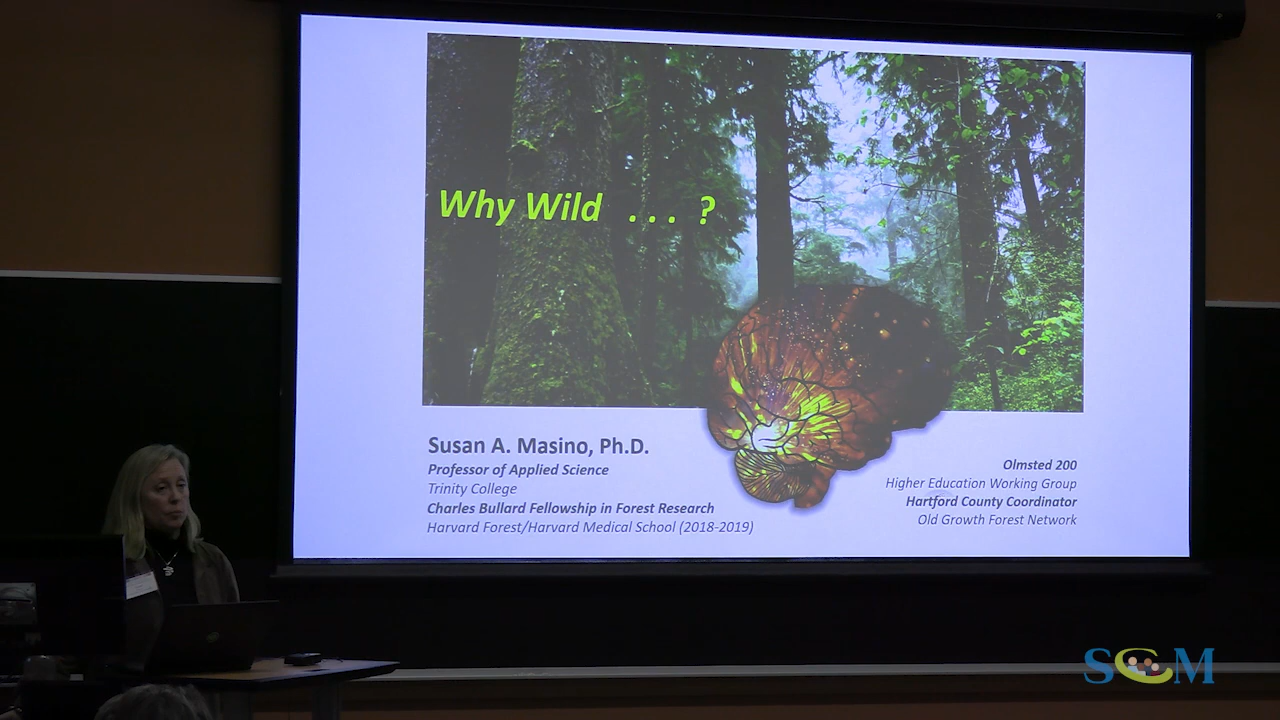 Why Wild . . . ?
Susan A. Masino, Ph.D.
Professor of Applied Science
Trinity College
Charles Bullard Fellowship in Forest Research
Harvard Forest/Harvard Medical School (2018-2019)
Olmsted 200
Higher Education Working Group
Hartford County Coordinator
Old Growth Forest Network
SCM